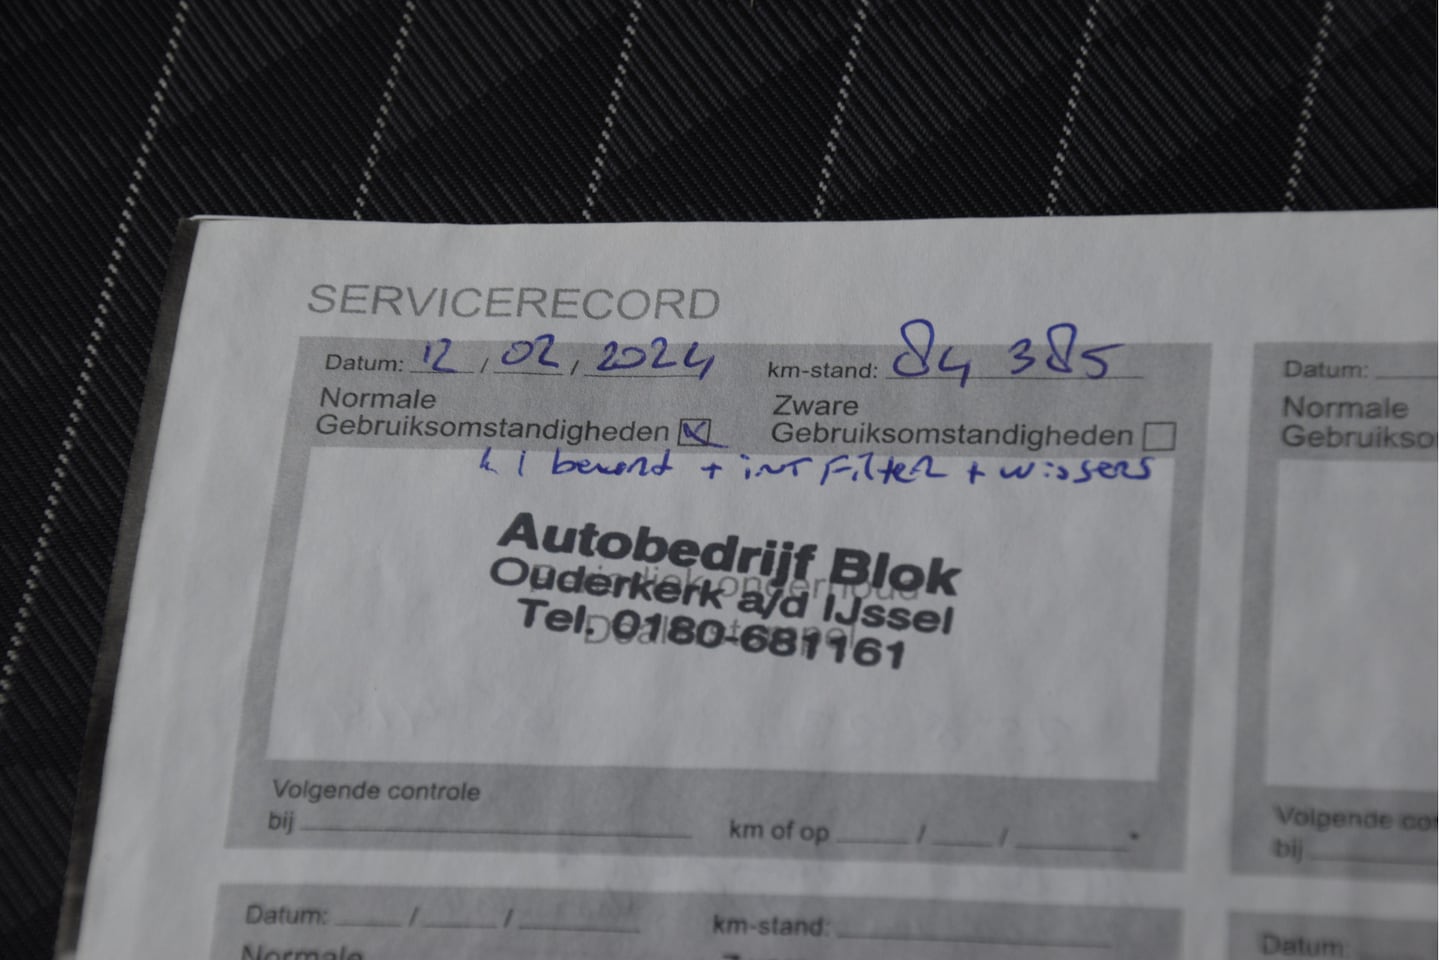 SERVICERECORD
Datum: 12 / 02 / 2024 km-stand: 84 385
Normale
Gebruiksomstandigheden
Zware
Gebruiksomstandigheden
+ int Filter + wissers
Autobedrijf Blok
Ouderkerk a/d IJssel
Tel. 0180-681161
Volgende controle
bij km of op / / *
Datum: / / km-stand:
Normale
Datum:
Normale
Gebruikso
Volgende co
bij
Datum